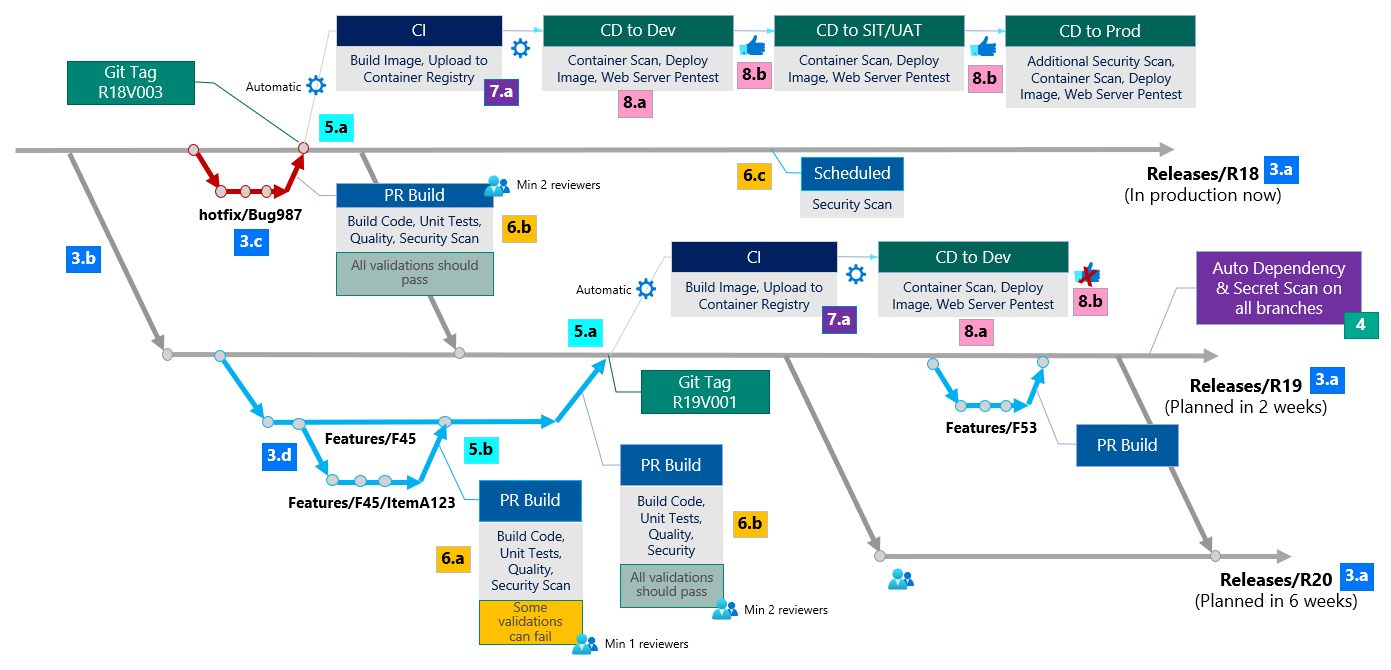 CI
Build Image, Upload to
Container Registry
7.a
CD to Dev
Container Scan, Deploy
Image, Web Server Pentest
8.a
8.b
CD to SIT/UAT
Container Scan, Deploy
Image, Web Server Pentest
8.b
CD to Prod
Additional Security Scan,
Container Scan, Deploy
Image, Web Server Pentest
Git Tag
R18V003
Automatic
5.a
Releases/R18
3.a
(In production now)
hotfix/Bug987
3.c
3.b
PR Build
Min 2 reviewers
Build Code, Unit Tests,
Quality, Security Scan
6.b
All validations should
pass
6.c
Scheduled
Security Scan
CI
Build Image, Upload to
Container Registry
7.a
Automatic
5.a
CD to Dev
Container Scan, Deploy
Image, Web Server Pentest
8.a
8.b
Auto Dependency
& Secret Scan on
all branches
4
Releases/R19
3.a
(Planned in 2 weeks)
Git Tag
R19V001
Features/F45
3.d
5.b
Features/F45/ItemA123
PR Build
Build Code,
Unit Tests,
Quality,
Security Scan
6.a
Some
validations
can fail
Min 1 reviewers
PR Build
Build Code,
Unit Tests,
Quality,
Security
6.b
All validations
should pass
Min 2 reviewers
Features/F53
PR Build
Releases/R20
3.a
(Planned in 6 weeks)